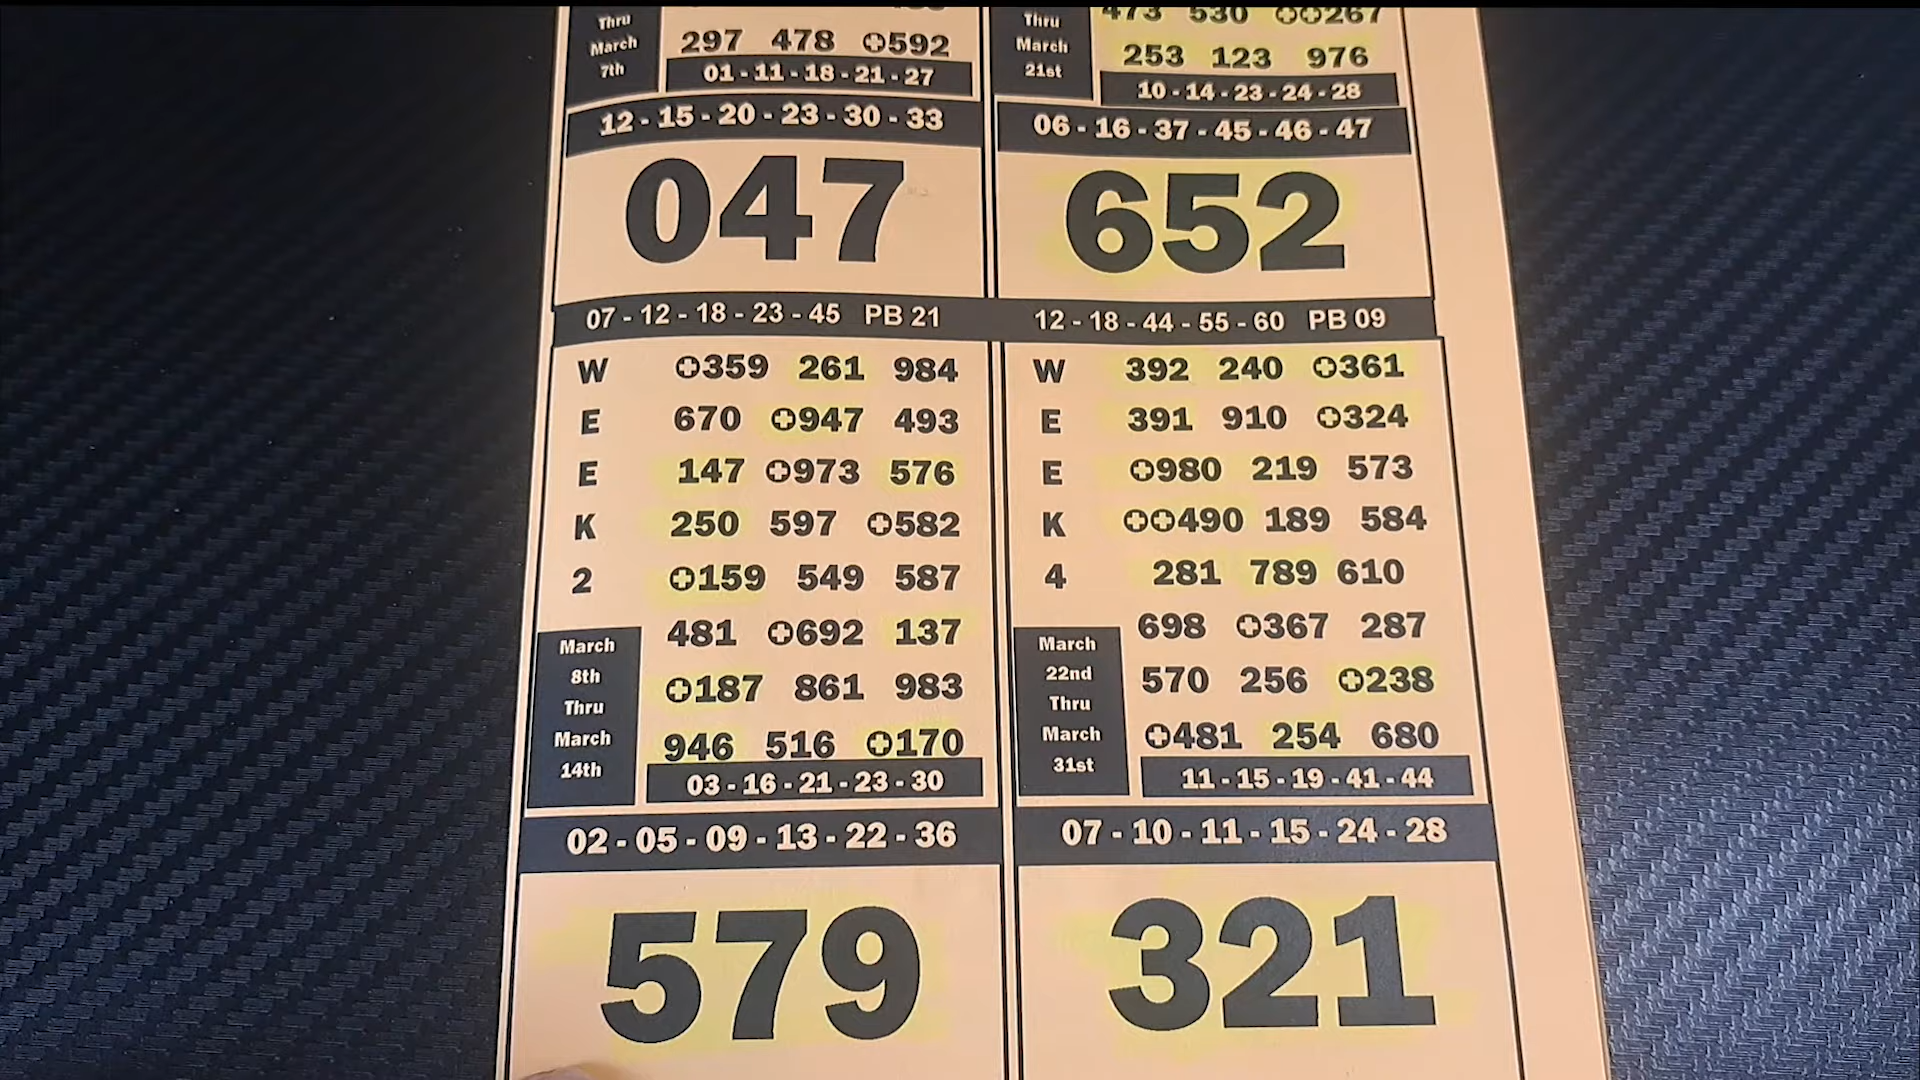 Thru
March
7th
297 478 ✚592
01 - 11 - 18 - 21 - 27
12 - 15 - 20 - 23 - 30 - 33
047
07 - 12 - 18 - 23 - 45 PB 21
W ✚359 261 984
E 670 ✚947 493
E 147 ✚973 576
K 250 597 ✚582
2 ✚159 549 587
481 ✚692 137
✚187 861 983
946 516 ✚170
March
8th
Thru
March
14th
03 - 16 - 21 - 23 - 30
02 - 05 - 09 - 13 - 22 - 36
579
473 530 ✚✚267
Thru
March
21st
253 123 976
10 - 14 - 23 - 24 - 28
06 - 16 - 37 - 45 - 46 - 47
652
12 - 18 - 44 - 55 - 60 PB 09
W 392 240 ✚361
E 391 910 ✚324
E ✚980 219 573
K ✚✚490 189 584
4 281 789 610
698 ✚367 287
570 256 ✚238
✚481 254 680
March
22nd
Thru
March
31st
11 - 15 - 19 - 41 - 44
07 - 10 - 11 - 15 - 24 - 28
321